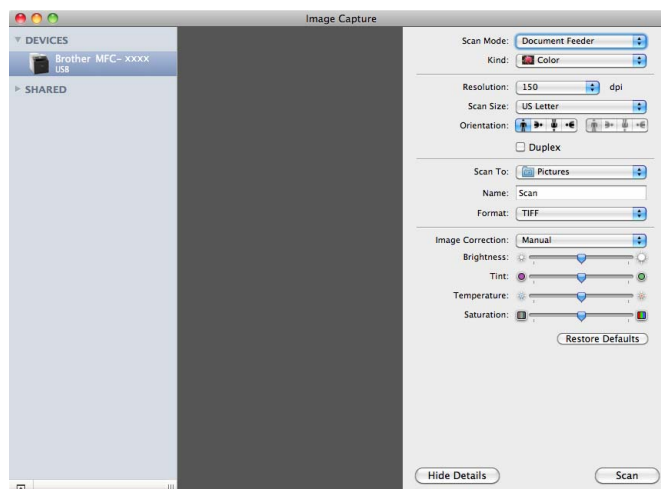 Image Capture
DEVICES
Brother MFC- xxxx
USB
SHARED
Scan Mode: Document Feeder
Kind: Color
Resolution: 150 dpi
Scan Size: US Letter
Orientation:
Duplex
Scan To: Pictures
Name: Scan
Format: TIFF
Image Correction: Manual
Brightness:
Tint:
Temperature:
Saturation:
Restore Defaults
Hide Details Scan